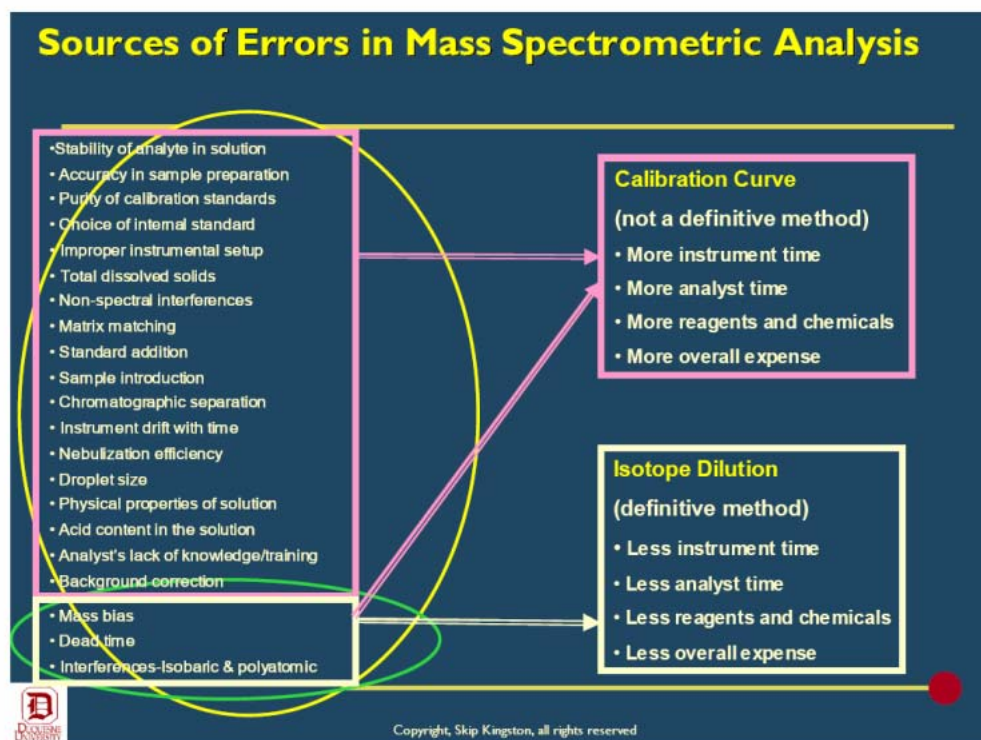 Sources of Errors in Mass Spectrometric Analysis
•Stability of analyte in solution
• Accuracy in sample preparation
• Purity of calibration standards
• Choice of internal standard
• Improper instrumental setup
• Total dissolved solids
• Non-spectral interferences
• Matrix matching
• Standard addition
• Sample introduction
• Chromatographic separation
• Instrument drift with time
• Nebulization efficiency
• Droplet size
• Physical properties of solution
• Acid content in the solution
• Analyst's lack of knowledge/training
• Background correction
• Mass bias
• Dead time
• Interferences-Isobaric & polyatomic
Calibration Curve
(not a definitive method)
• More instrument time
• More analyst time
• More reagents and chemicals
• More overall expense
Isotope Dilution
(definitive method)
• Less instrument time
• Less analyst time
• Less reagents and chemicals
• Less overall expense
D
DUQUESNE
UNIVERSITY
Copyright, Skip Kingston, all rights reserved